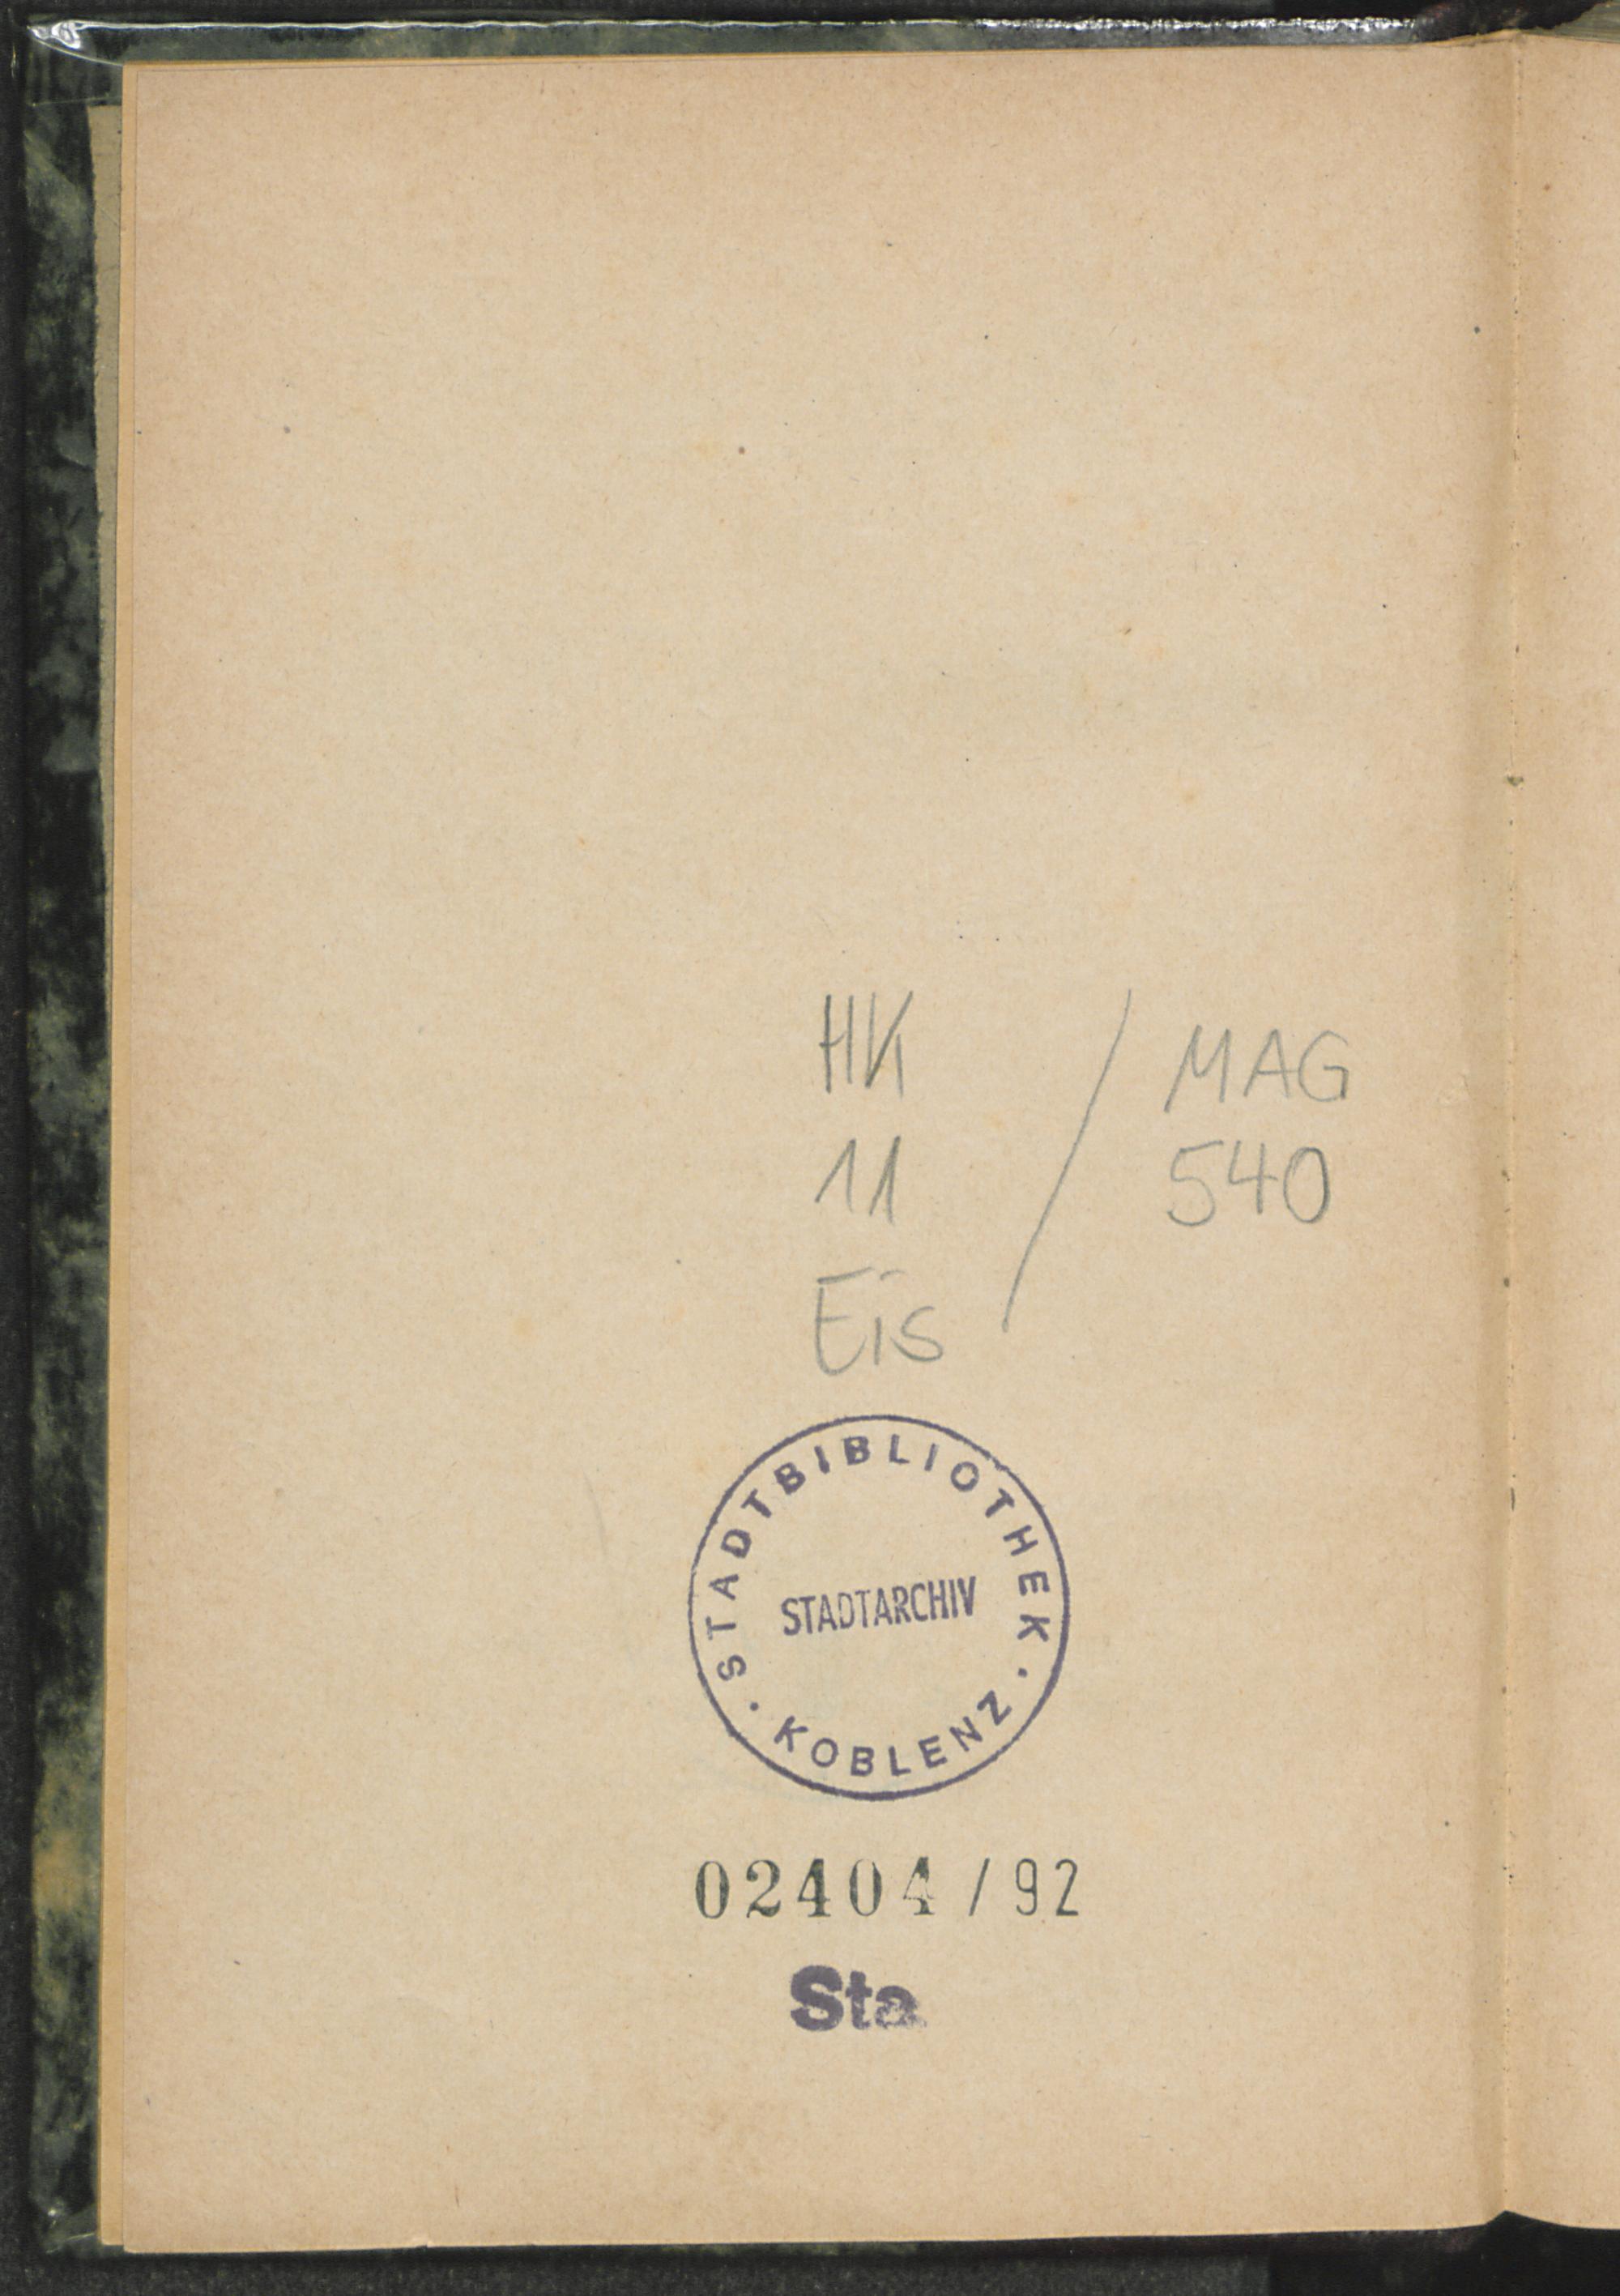 HK
11
Eis
/
MAG
540
· STADTBIBLIOTHEK ·
STADTARCHIV
KOBLENZ
02404/92
Sta